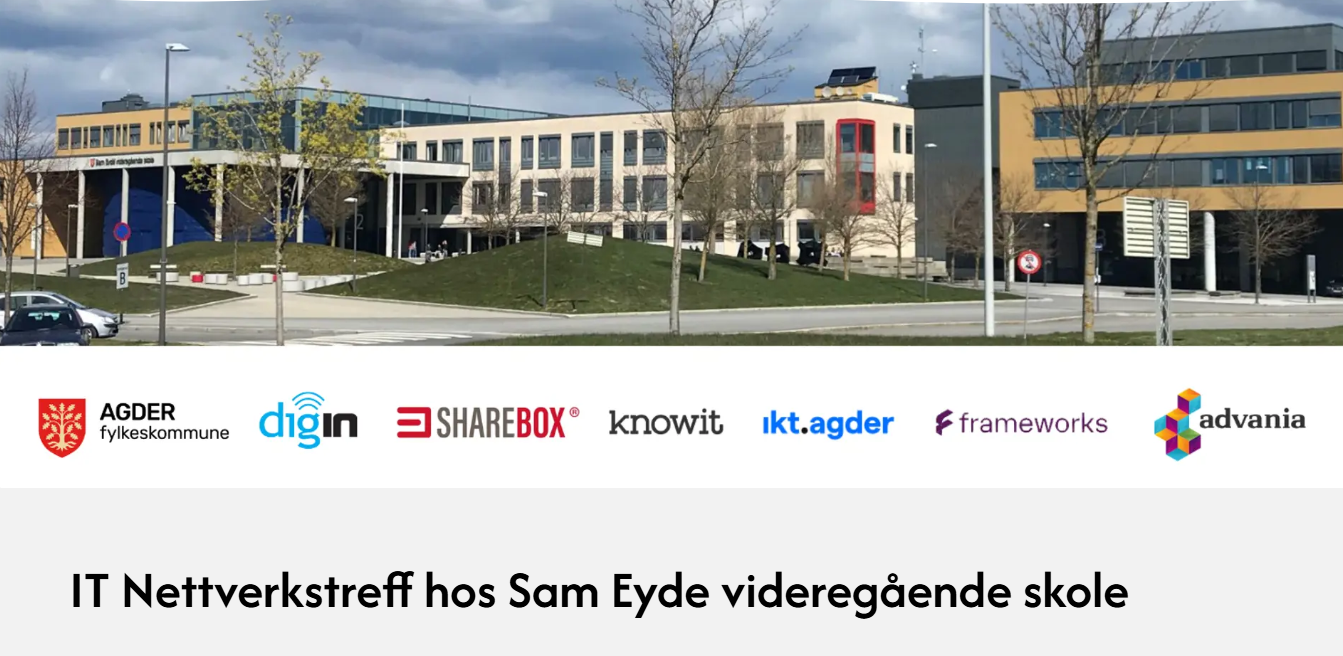 Sam Eyde videregående skole
B
AGDER
fylkeskommune
digin
SHAREBOX®
knowit
ikt.agder
frameworks
advania
IT Nettverkstreff hos Sam Eyde videregående skole